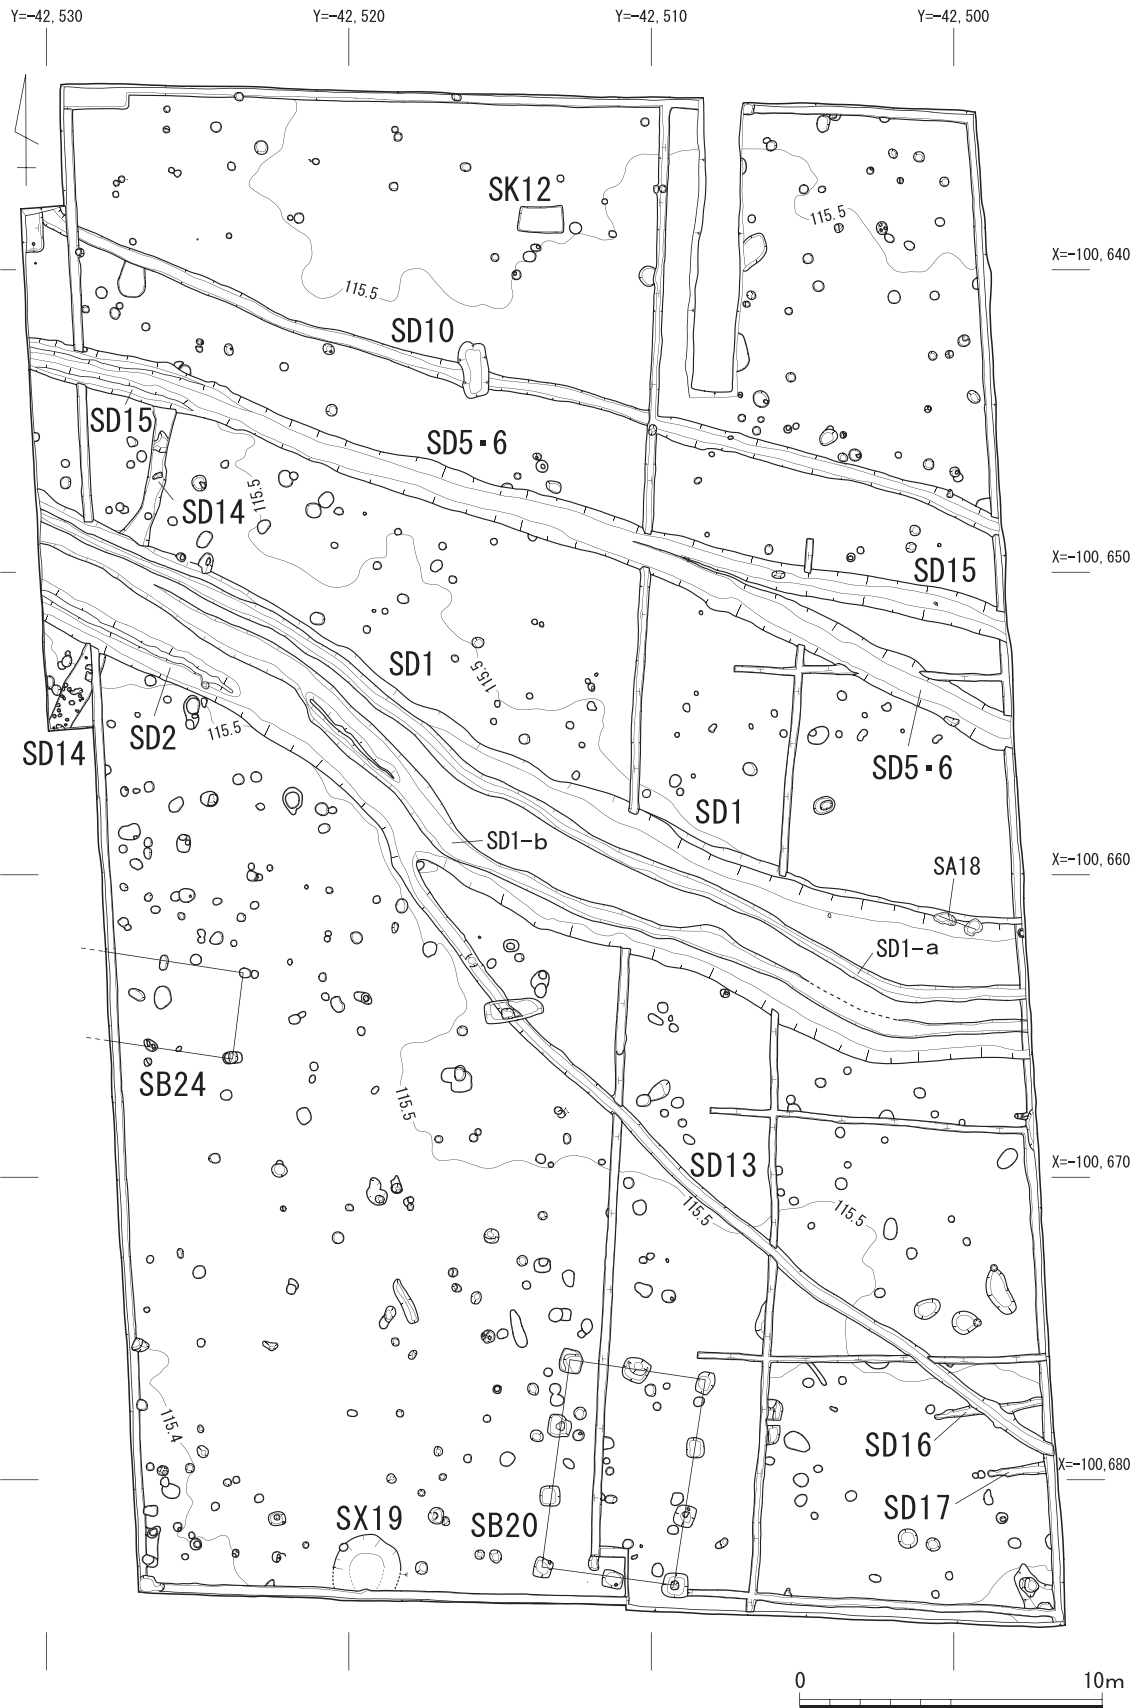 Y=-42,530
Y=-42,520
Y=-42,510
Y=-42,500
SK12
115.5
X=-100,640
115.5
SD10
SD15
SD5▪6
SD14
115.5
SD15
X=-100,650
SD1
115.5
SD14
SD2
115.5
SD5▪6
SD1
SD1-b
SA18
X=-100,660
SD1-a
SB24
115.5
SD13
X=-100,670
115.5
115.5
115.4
SD16
X=-100,680
SD17
SX19
SB20
0
10m